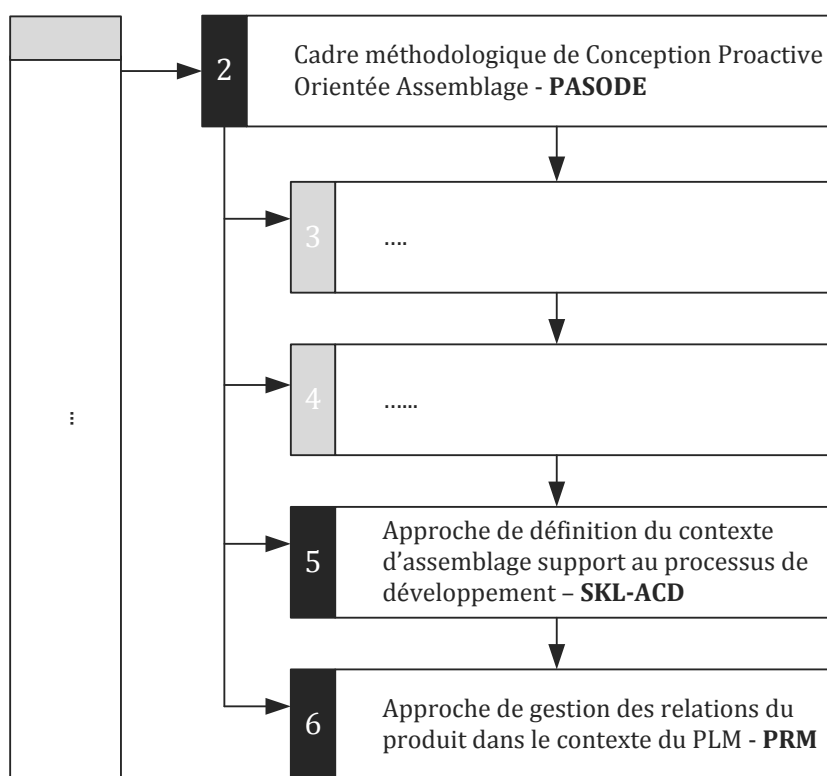 2
Cadre méthodologique de Conception Proactive
Orientée Assemblage - PASODE
3
....
4
......
...
5
Approche de définition du contexte
d’assemblage support au processus de
développement – SKL-ACD
6
Approche de gestion des relations du
produit dans le contexte du PLM - PRM